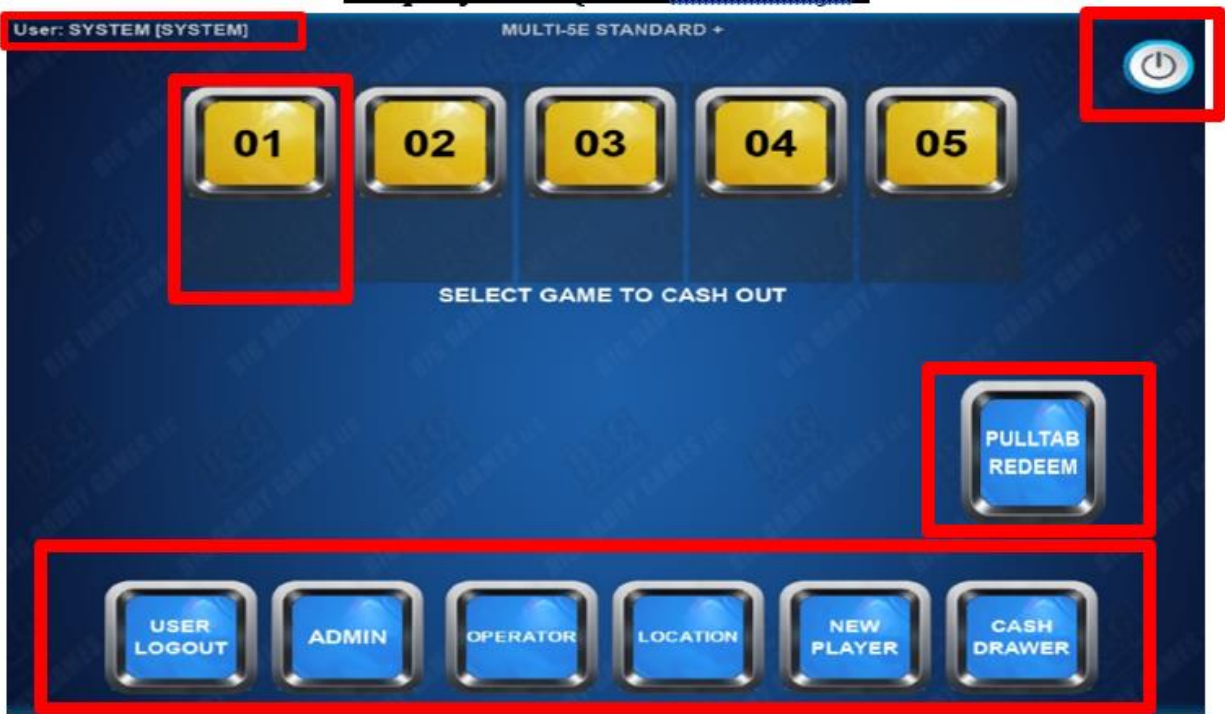 User: SYSTEM [SYSTEM]
MULTI-5E STANDARD +
01
02
03
04
05
SELECT GAME TO CASH OUT
PULLTAB
REDEEM
USER
LOGOUT
ADMIN
OPERATOR
LOCATION
NEW
PLAYER
CASH
DRAWER